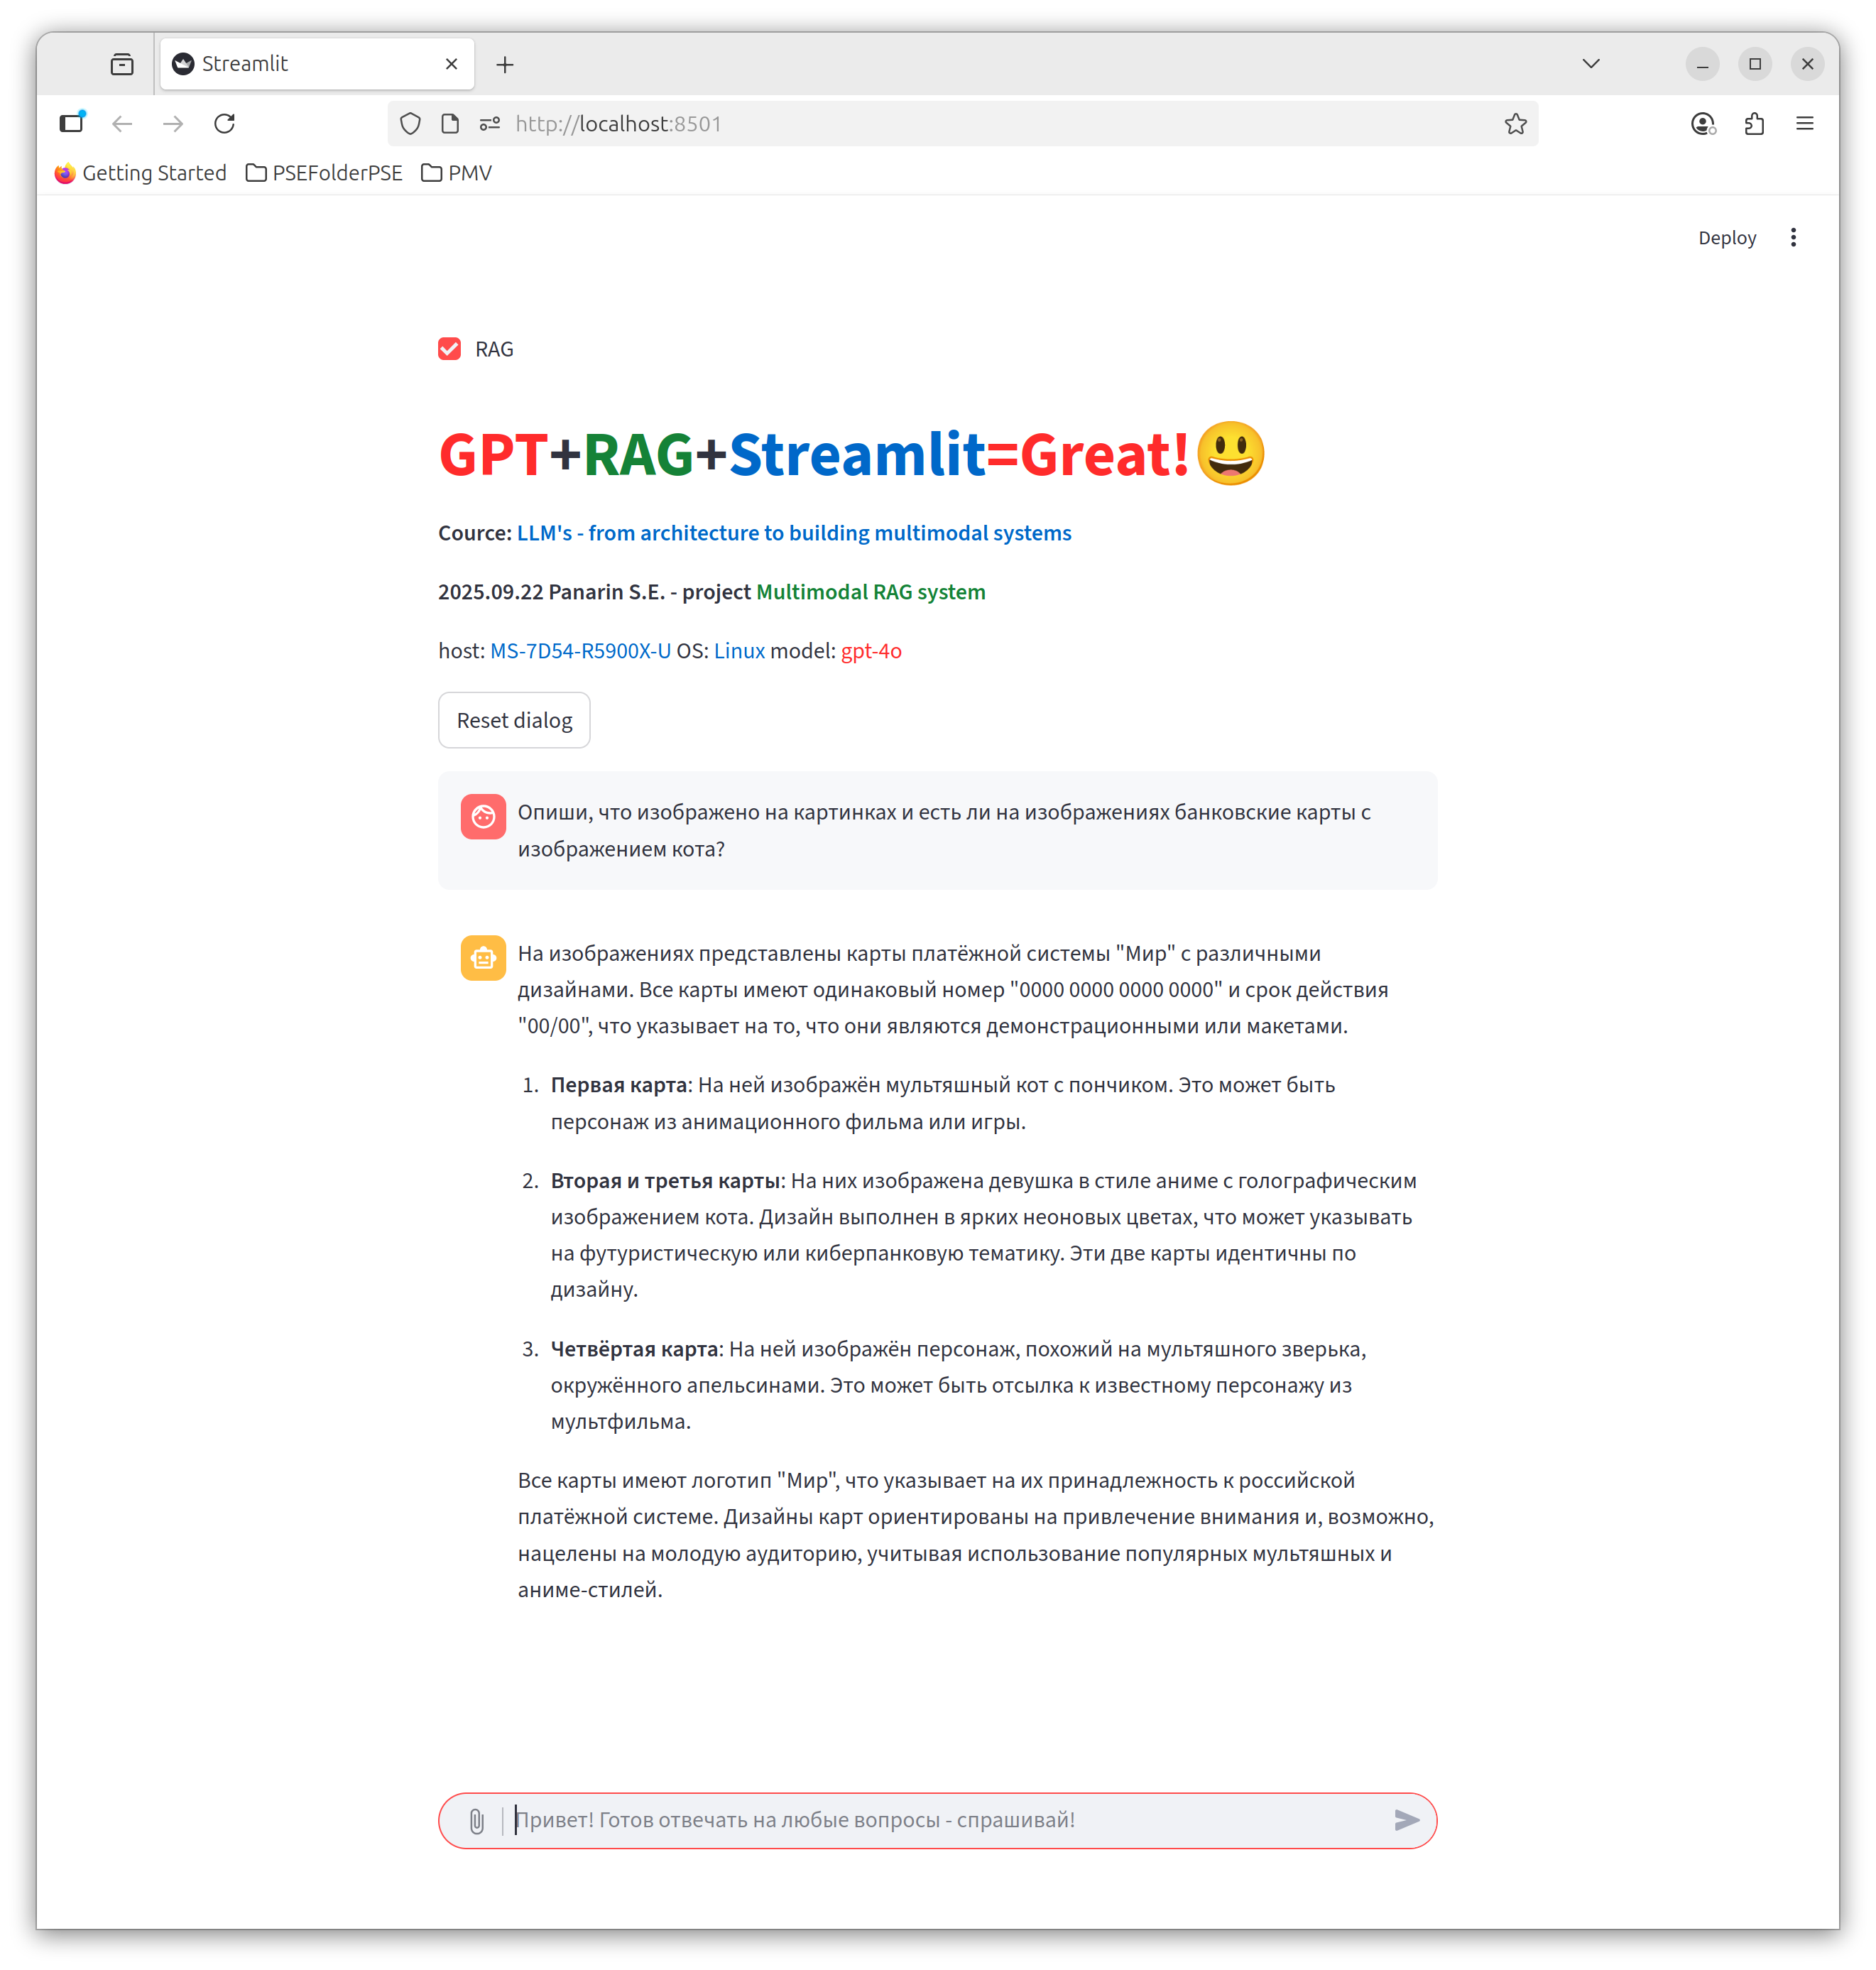 Streamlit
http://localhost:8501
Getting Started PSEFolderPSE PMV
Deploy
RAG
GPT+RAG+Streamlit=Great!😃
Cource: LLM's - from architecture to building multimodal systems
2025.09.22 Panarin S.E. - project Multimodal RAG system
host: MS-7D54-R5900X-U OS: Linux model: gpt-4o
Reset dialog
Опиши, что изображено на картинках и есть ли на изображениях банковские карты с
изображением кота?
На изображениях представлены карты платёжной системы "Мир" с различными
дизайнами. Все карты имеют одинаковый номер "0000 0000 0000 0000" и срок действия
"00/00", что указывает на то, что они являются демонстрационными или макетами.
1. Первая карта: На ней изображён мультяшный кот с пончиком. Это может быть
персонаж из анимационного фильма или игры.
2. Вторая и третья карты: На них изображена девушка в стиле аниме с голографическим
изображением кота. Дизайн выполнен в ярких неоновых цветах, что может указывать
на футуристическую или киберпанковую тематику. Эти две карты идентичны по
дизайну.
3. Четвёртая карта: На ней изображён персонаж, похожий на мультяшного зверька,
окружённого апельсинами. Это может быть отсылка к известному персонажу из
мультфильма.
Все карты имеют логотип "Мир", что указывает на их принадлежность к российской
платёжной системе. Дизайны карт ориентированы на привлечение внимания и, возможно,
нацелены на молодую аудиторию, учитывая использование популярных мультяшных и
аниме-стилей.
Привет! Готов отвечать на любые вопросы - спрашивай!